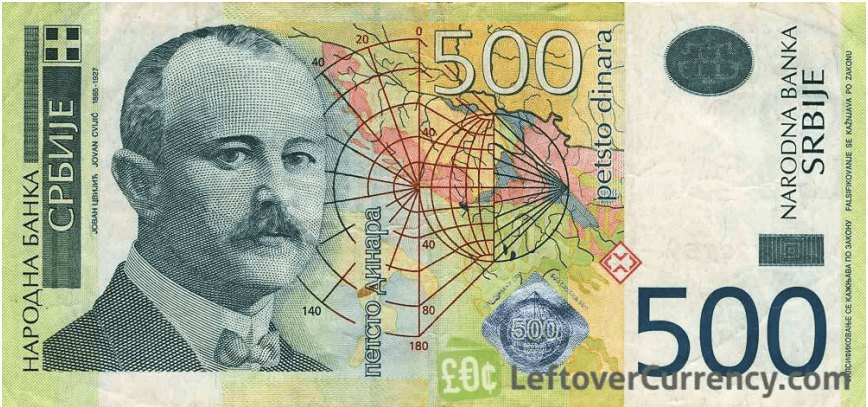 НАРОДНА БАНКА
СРБИЈЕ
ЈОВАН ЦВИЈИЋ JOVAN CVIJIĆ 1865-1927
40
20
0
40
40
80
140
180
петсто динара
500
petsto dinara
500
NARODNA BANKA
SRBIJE
FALSIFIKOVANJE SE KAŽNJAVA PO ZAKONU
ФАЛСИФИКОВАЊЕ СЕ КАЖЊАВА ПО ЗАКОНУ
500
£0¢ LeftoverCurrency.com